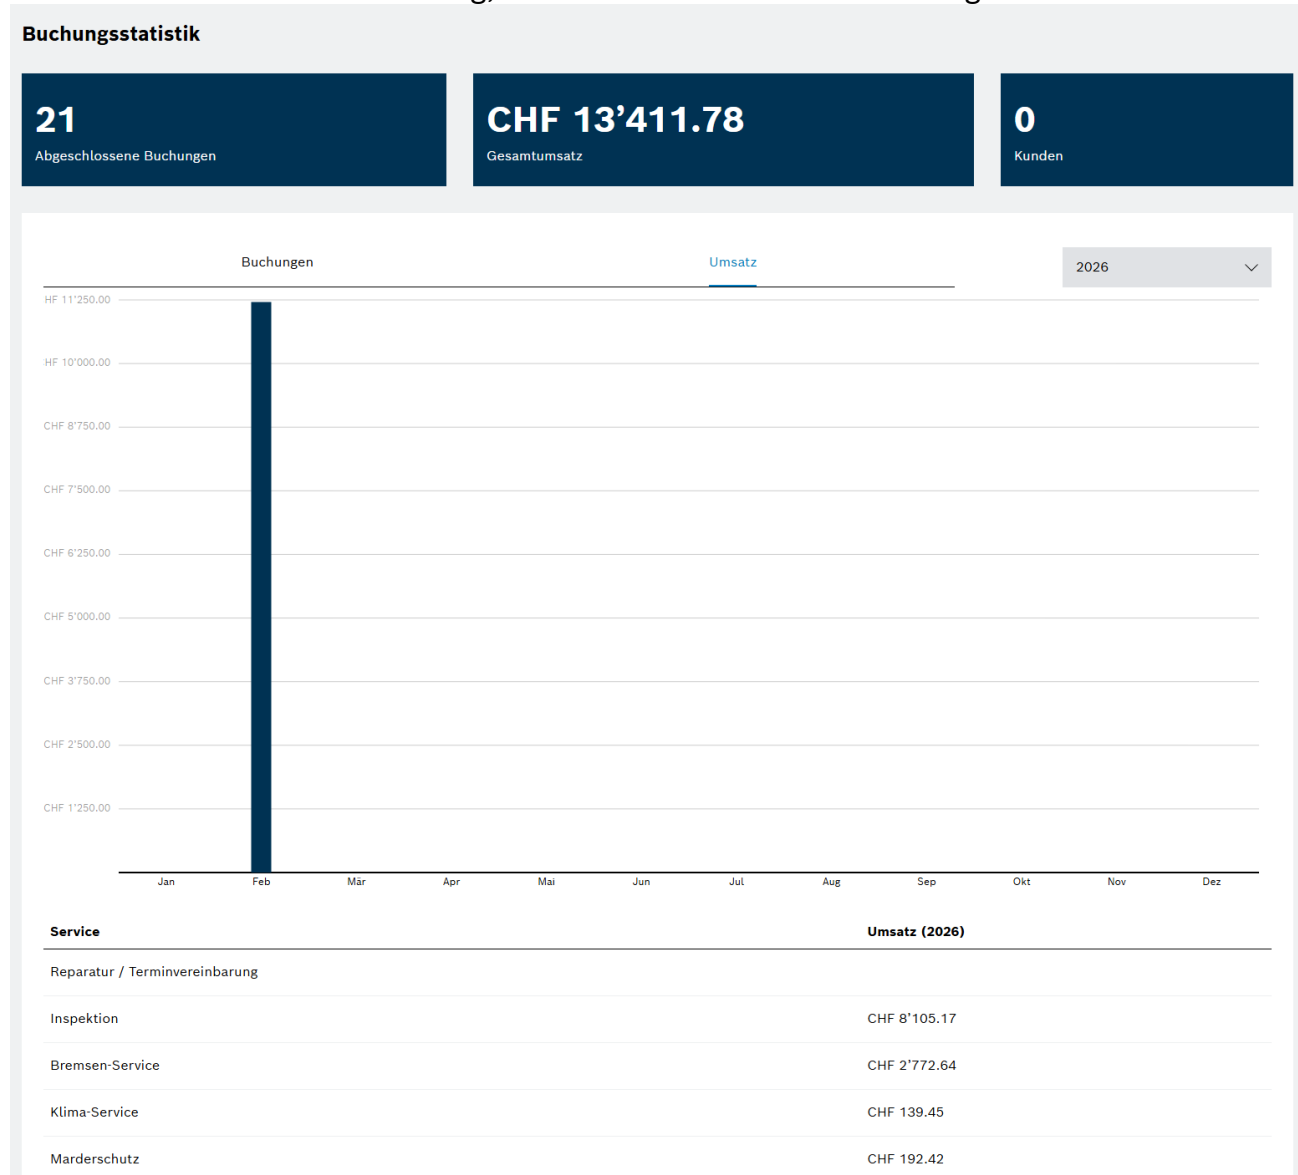 Buchungsstatistik
21
Abgeschlossene Buchungen
CHF 13’411.78
Gesamtumsatz
0
Kunden
Buchungen
Umsatz
2026
HF 11’250.00
HF 10’000.00
CHF 8’750.00
CHF 7’500.00
CHF 6’250.00
CHF 5’000.00
CHF 3’750.00
CHF 2’500.00
CHF 1’250.00
Jan Feb Mär Apr Mai Jun Jul Aug Sep Okt Nov Dez
Service Umsatz (2026)
Reparatur / Terminvereinbarung
Inspektion CHF 8’105.17
Bremsen-Service CHF 2’772.64
Klima-Service CHF 139.45
Marderschutz CHF 192.42